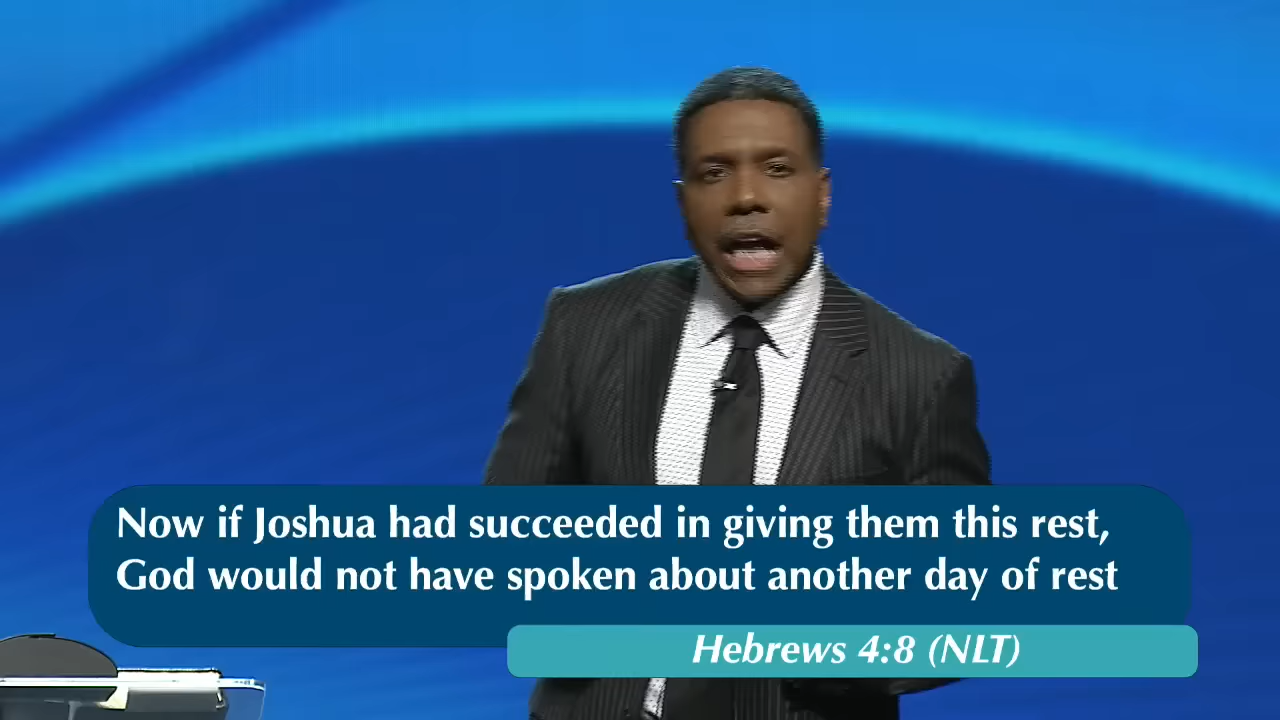 Now if Joshua had succeeded in giving them this rest,
God would not have spoken about another day of rest
Hebrews 4:8 (NLT)